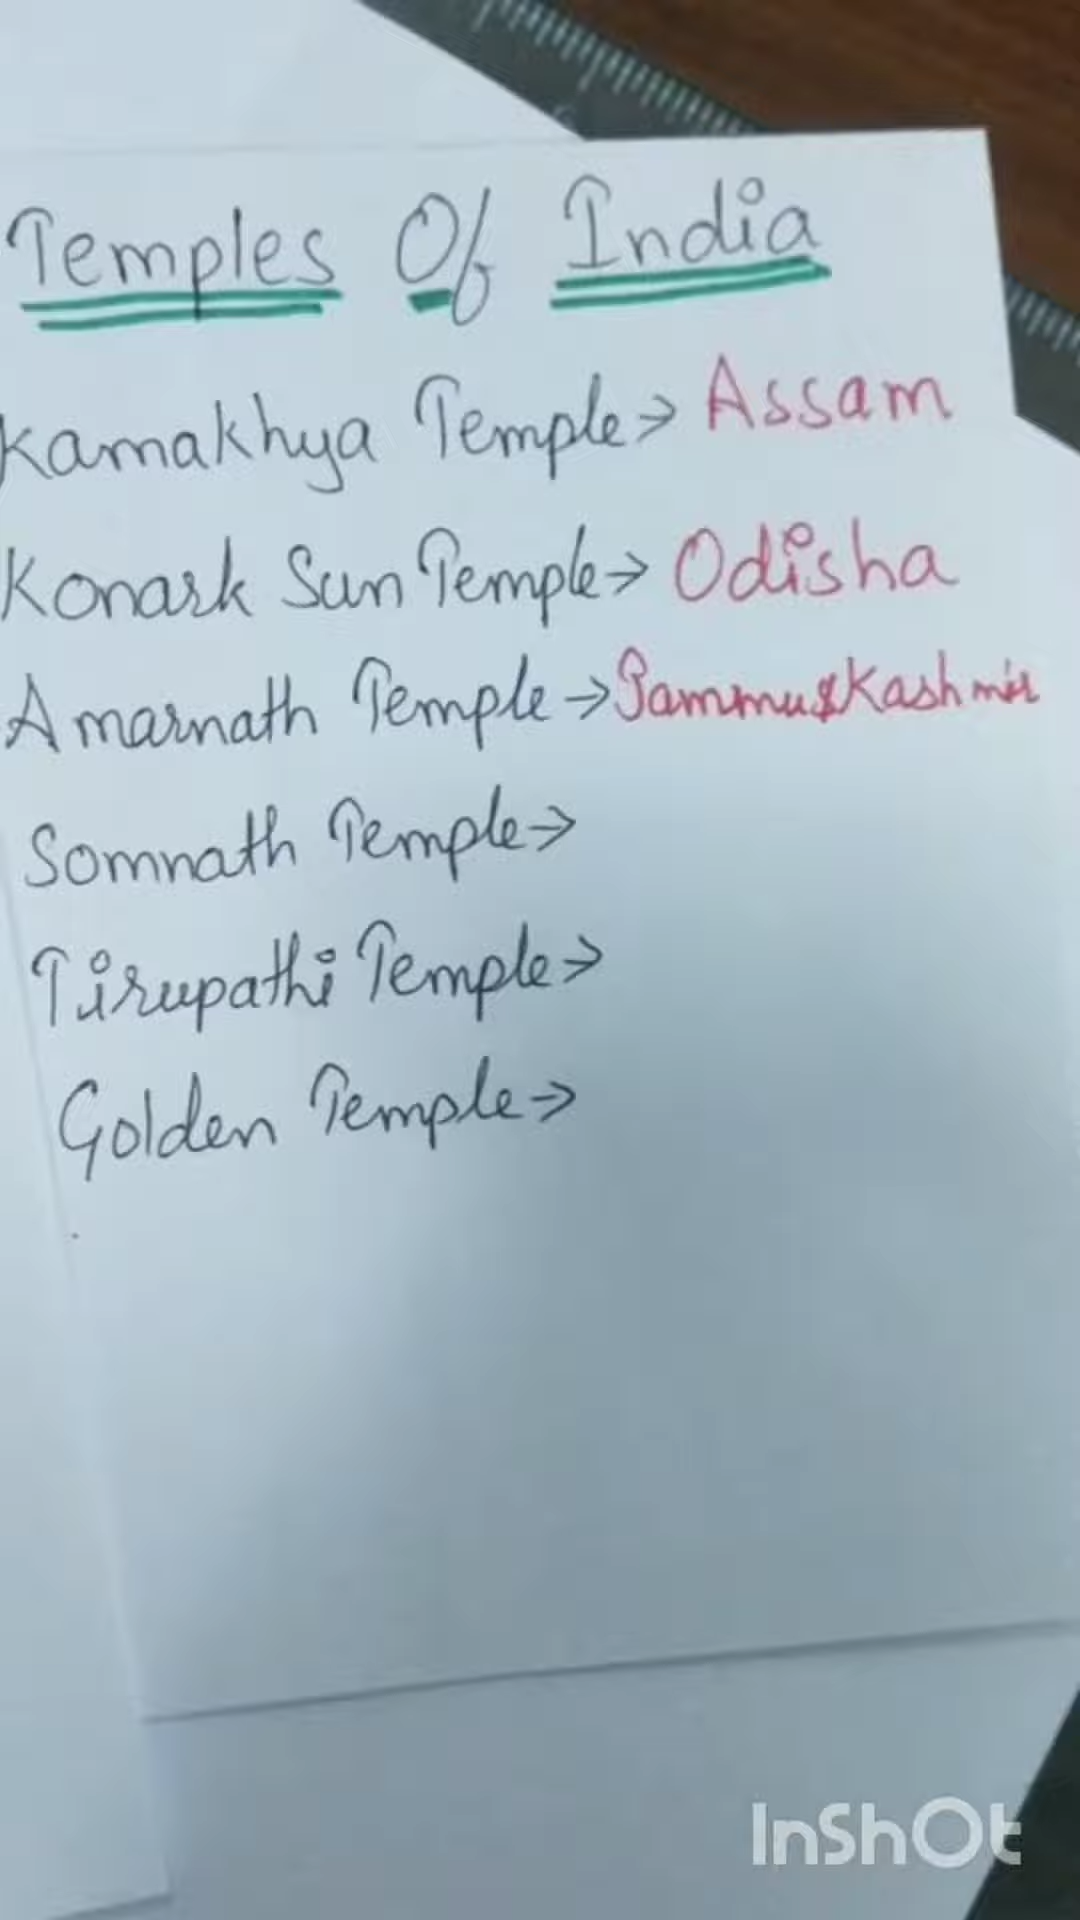 Temples Of India
Kamakhya Temple → Assam
Konark Sun Temple → Odisha
Amarnath Temple → Jammu & Kashmir
Somnath Temple →
Tirupathi Temple →
Golden Temple →
InShOt